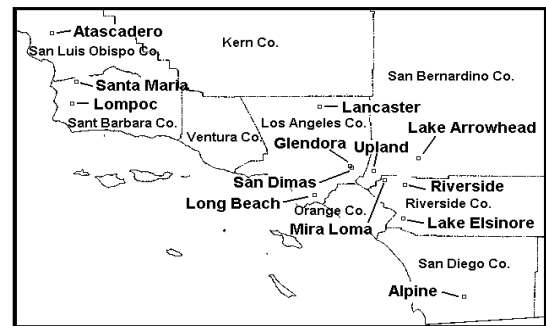 Atascadero
San Luis Obispo Co.
Kern Co.
San Bernardino Co.
Santa Maria
Lompoc
Sant Barbara Co.
Ventura Co.
Lancaster
Los Angeles Co.
Glendora
Upland
Lake Arrowhead
San Dimas
Long Beach
Orange Co.
Mira Loma
Riverside
Riverside Co.
Lake Elsinore
San Diego Co.
Alpine